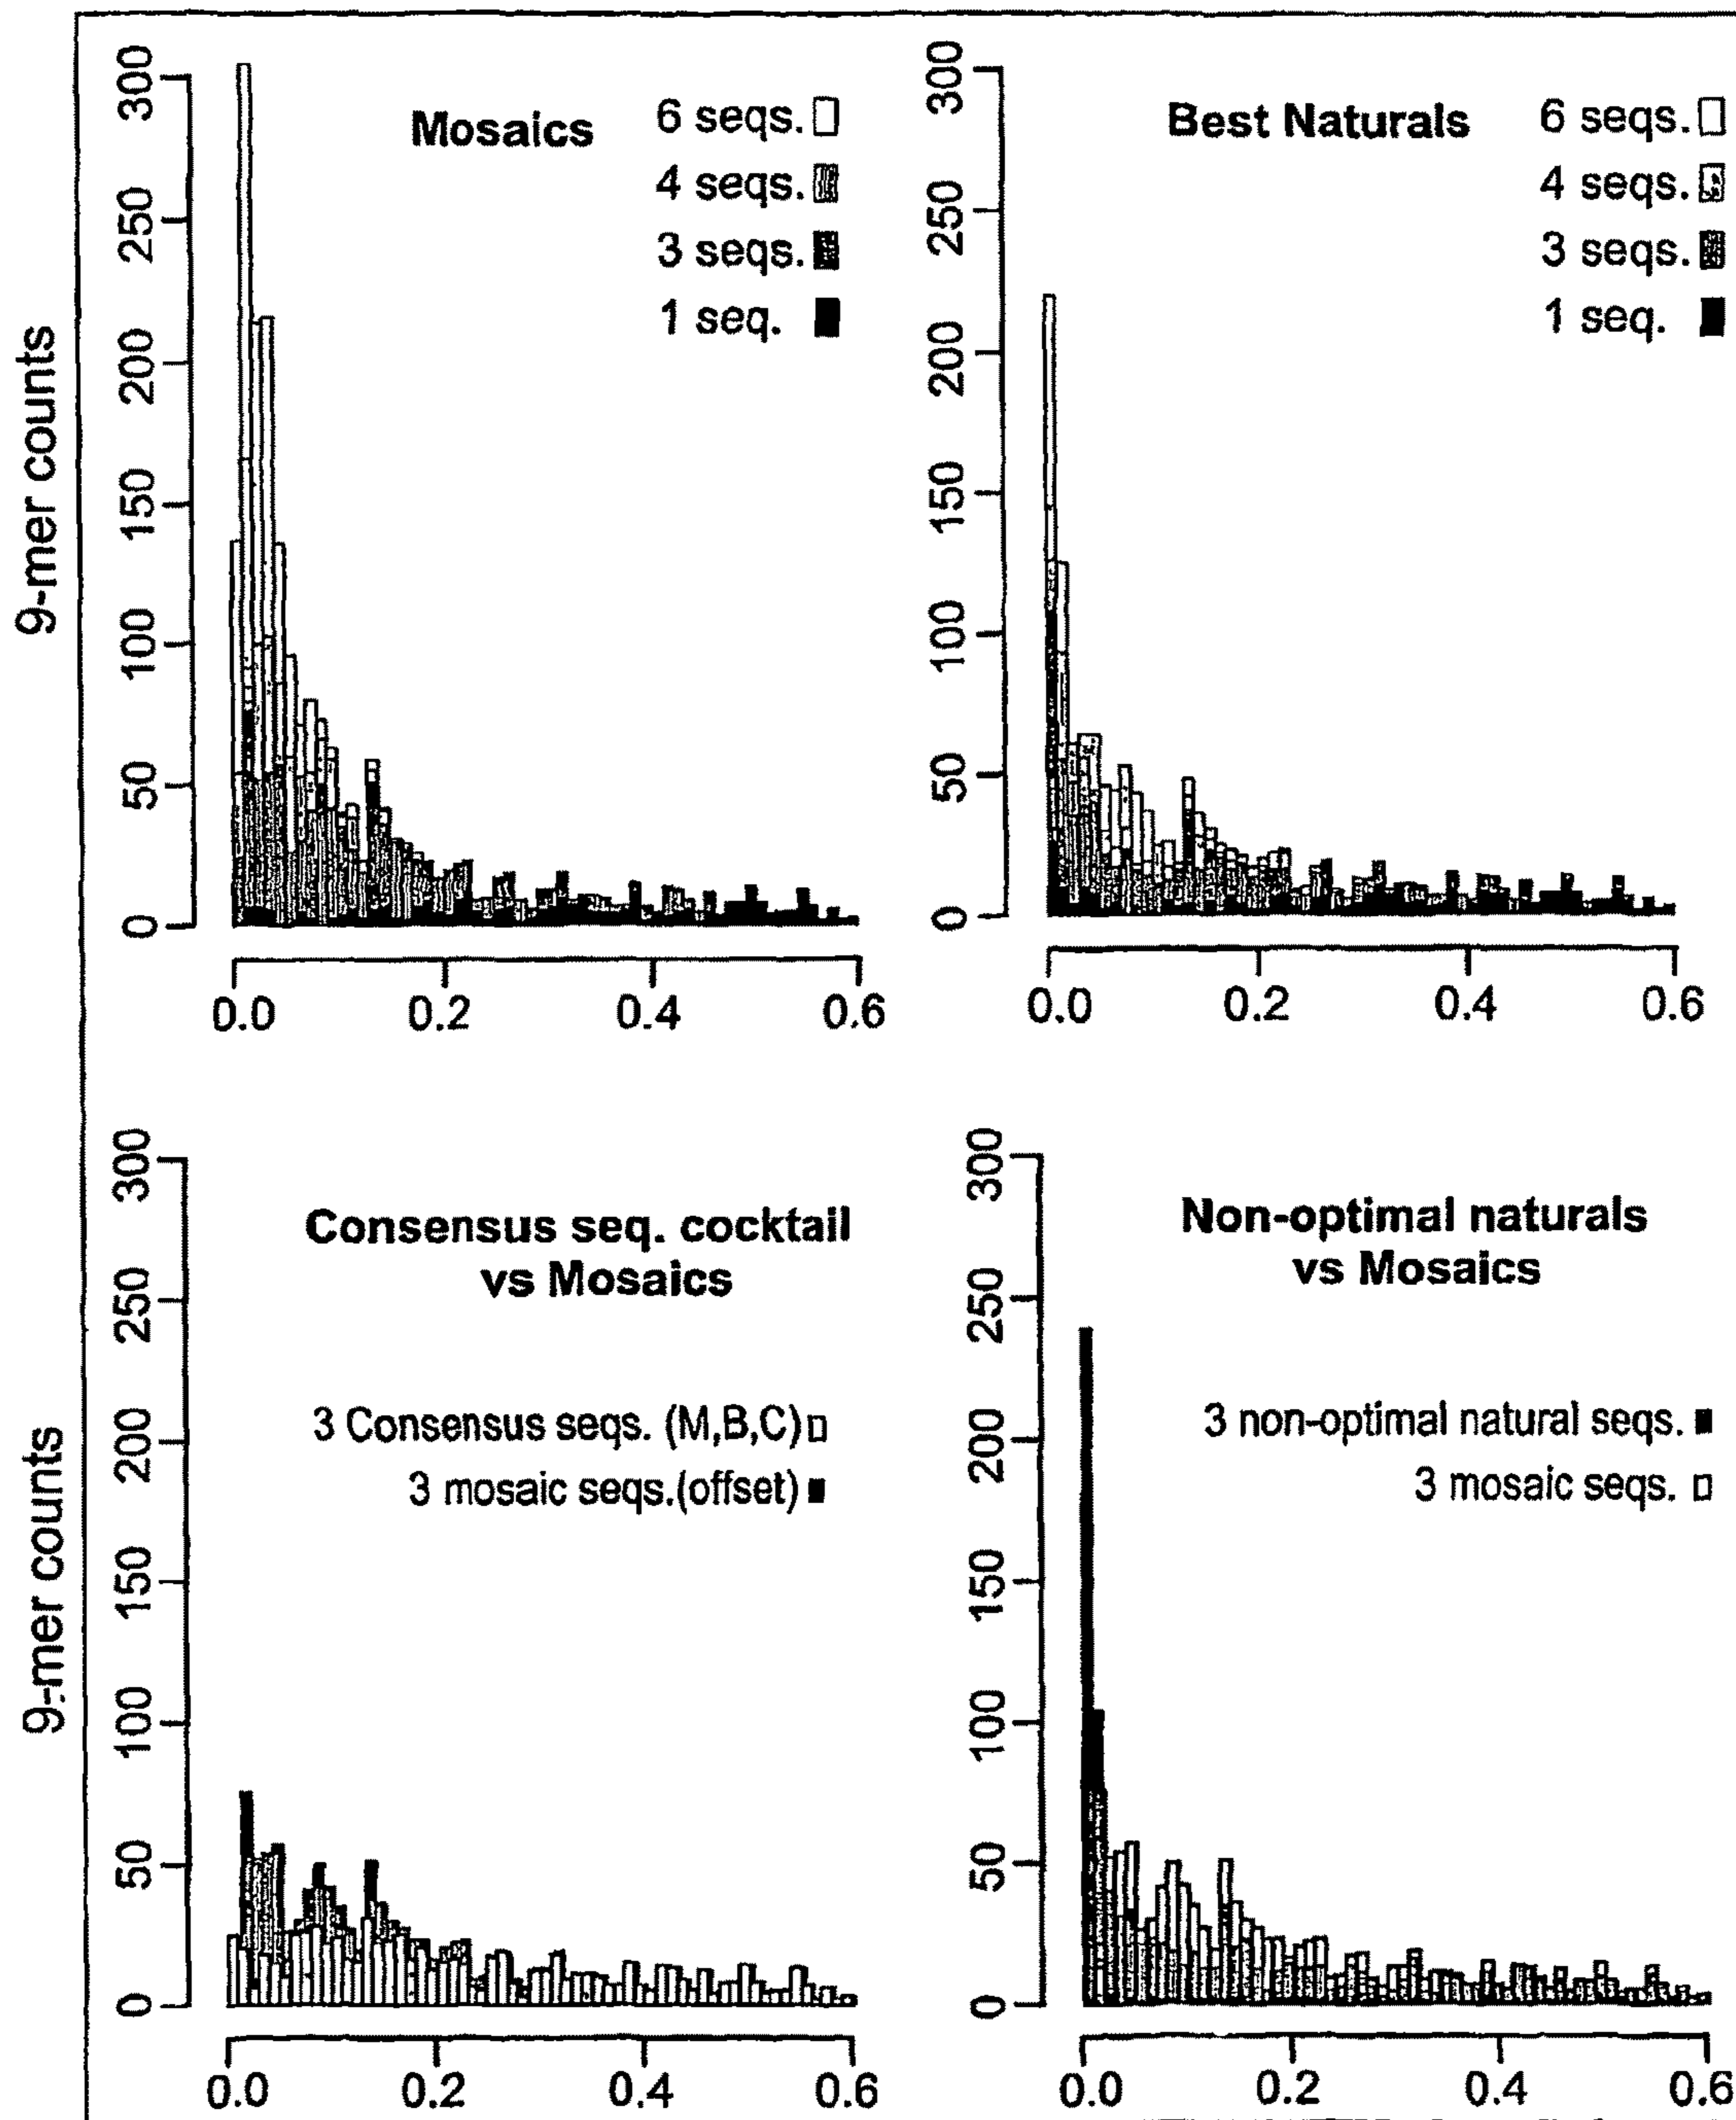 Mosaics
6 seqs.
4 seqs.
3 seqs.
1 seq.
9-mer counts
300
250
200
150
100
50
0
0.0 0.2 0.4 0.6
Best Naturals
6 seqs.
4 seqs.
3 seqs.
1 seq.
300
250
200
150
100
50
0
0.0 0.2 0.4 0.6
Consensus seq. cocktail
vs Mosaics
3 Consensus seqs. (M,B,C)
3 mosaic seqs.(offset)
9-mer counts
300
250
200
150
100
50
0
0.0 0.2 0.4 0.6
Non-optimal naturals
vs Mosaics
3 non-optimal natural seqs.
3 mosaic seqs.
300
250
200
150
100
50
0
0.0 0.2 0.4 0.6